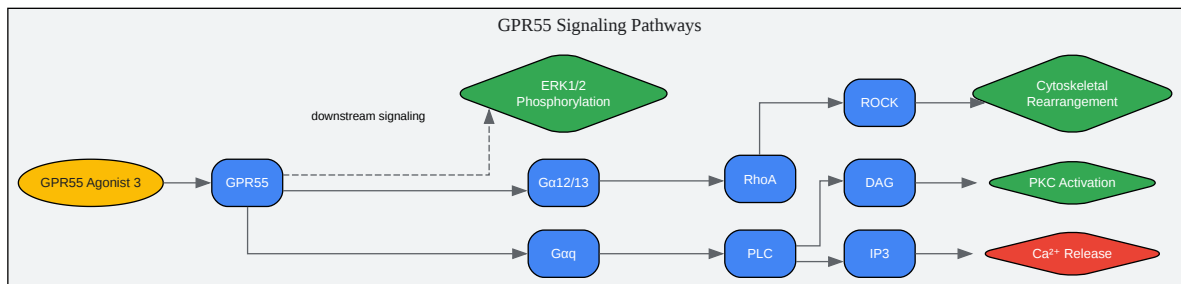 GPR55 Signaling Pathways
ERK1/2
Phosphorylation
ROCK
Cytoskeletal
Rearrangement
downstream signaling
GPR55 Agonist 3
GPR55
Gα12/13
RhoA
DAG
PKC Activation
Gαq
PLC
IP3
Ca²⁺ Release